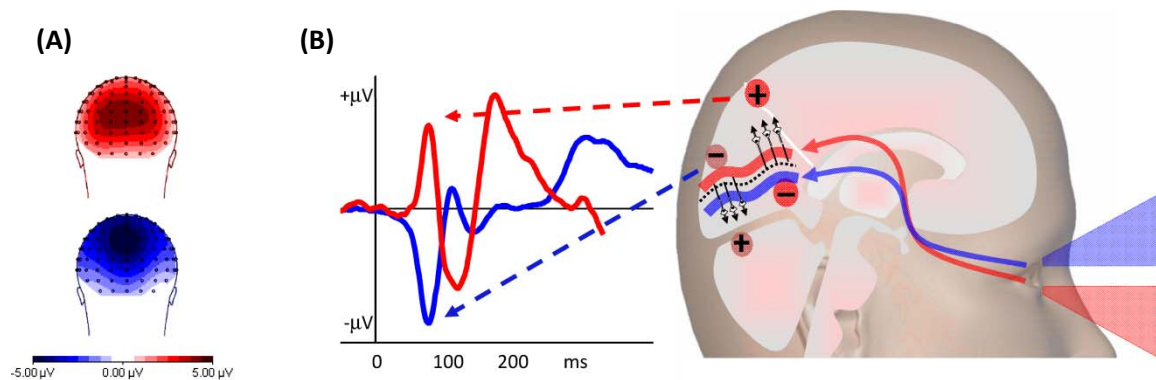 (A)
(B)
+µV
-µV
0
100
200
ms
-5.00 µV
0.00 µV
5.00 µV
+
−
−
+